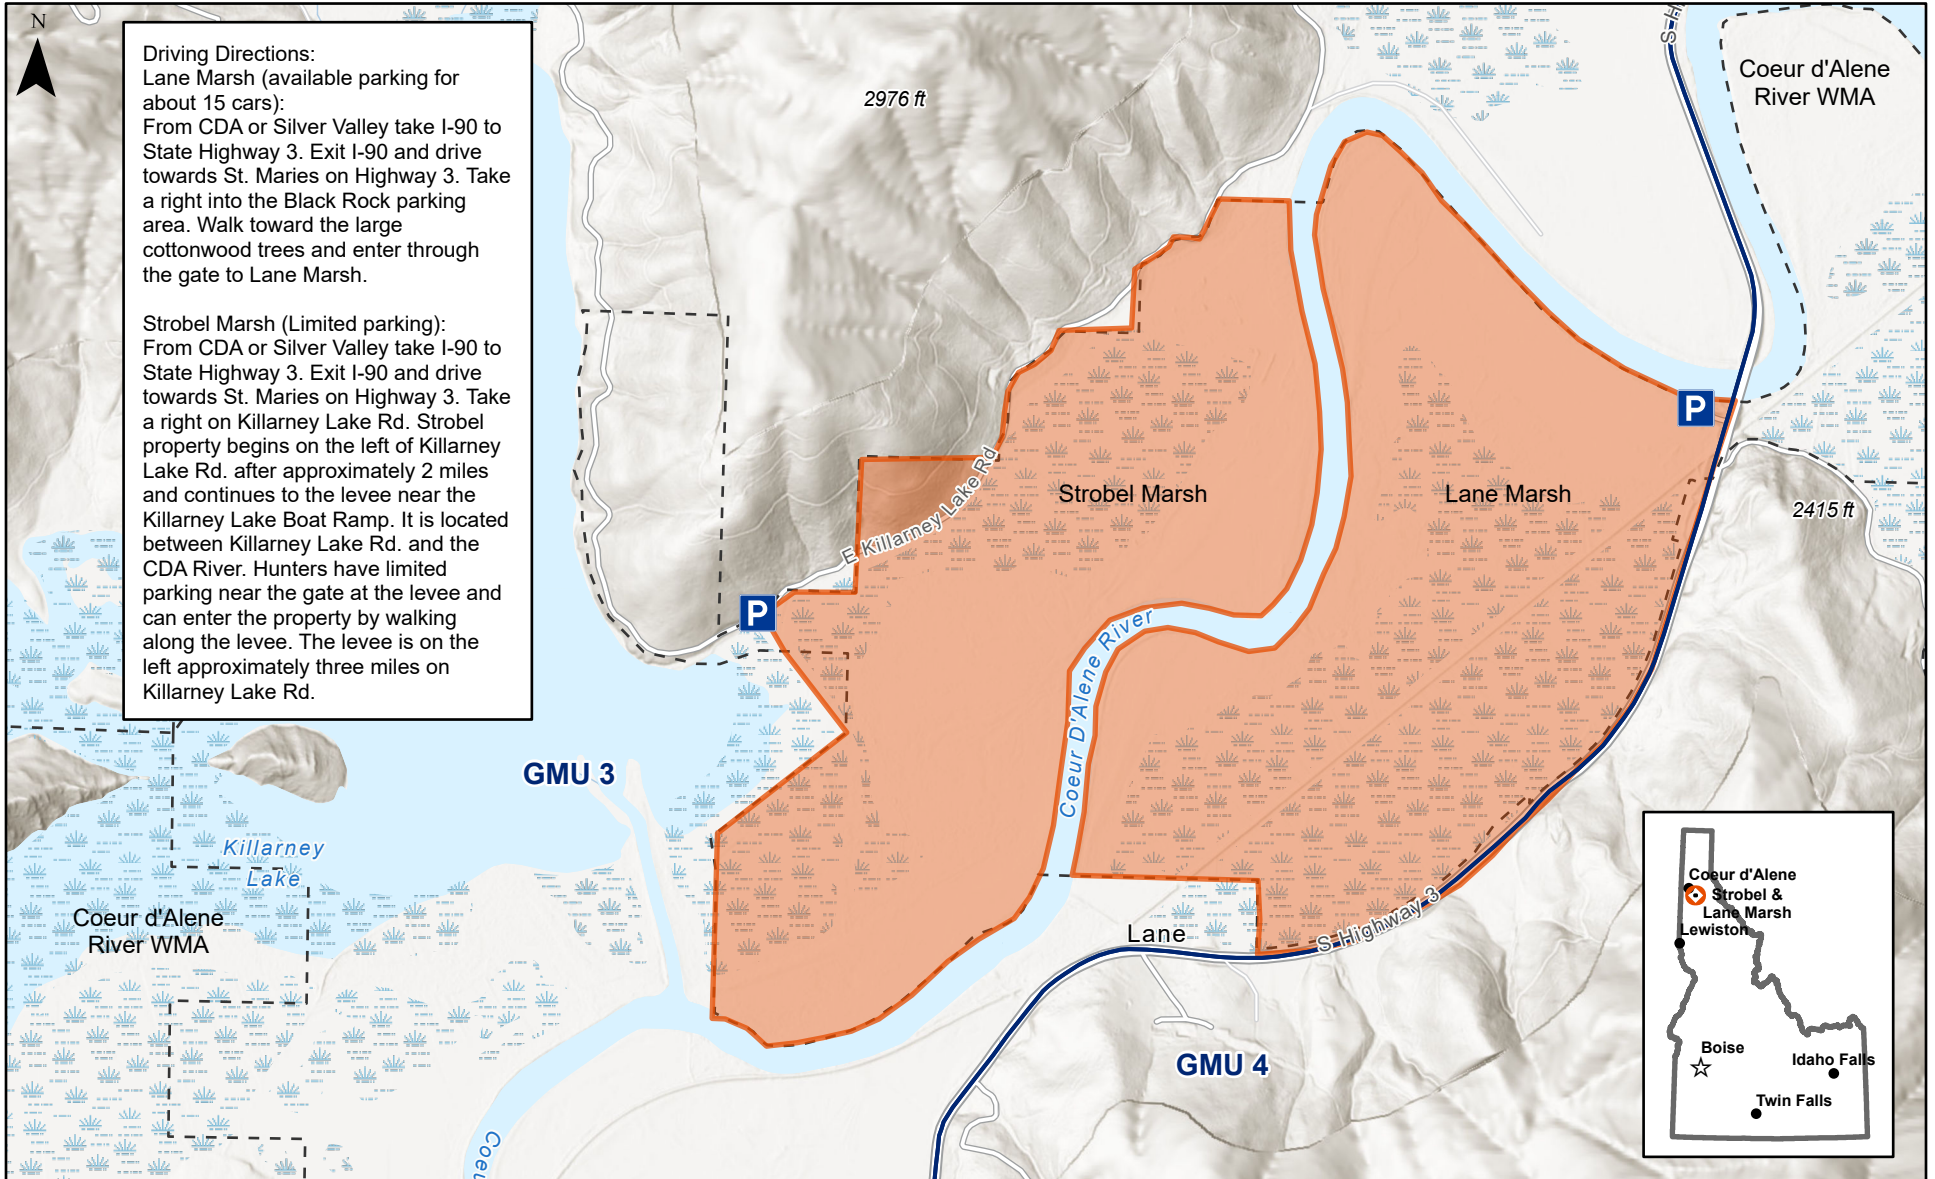 N
Driving Directions:
Lane Marsh (available parking for
about 15 cars):
From CDA or Silver Valley take I-90 to
State Highway 3. Exit I-90 and drive
towards St. Maries on Highway 3. Take
a right into the Black Rock parking
area. Walk toward the large
cottonwood trees and enter through
the gate to Lane Marsh.
Strobel Marsh (Limited parking):
From CDA or Silver Valley take I-90 to
State Highway 3. Exit I-90 and drive
towards St. Maries on Highway 3. Take
a right on Killarney Lake Rd. Strobel
property begins on the left of Killarney
Lake Rd. after approximately 2 miles
and continues to the levee near the
Killarney Lake Boat Ramp. It is located
between Killarney Lake Rd. and the
CDA River. Hunters have limited
parking near the gate at the levee and
can enter the property by walking
along the levee. The levee is on the
left approximately three miles on
Killarney Lake Rd.
2976 ft
S Hi
Coeur d'Alene
River WMA
P
Strobel Marsh
Lane Marsh
2415 ft
E Killarney Lake Rd
P
Coeur D'Alene River
GMU 3
Killarney
Lake
Coeur d'Alene
River WMA
Lane
S Highway 3
GMU 4
Coeu
Coeur d'Alene
Strobel &
Lane Marsh
Lewiston
Boise
Idaho Falls
Twin Falls